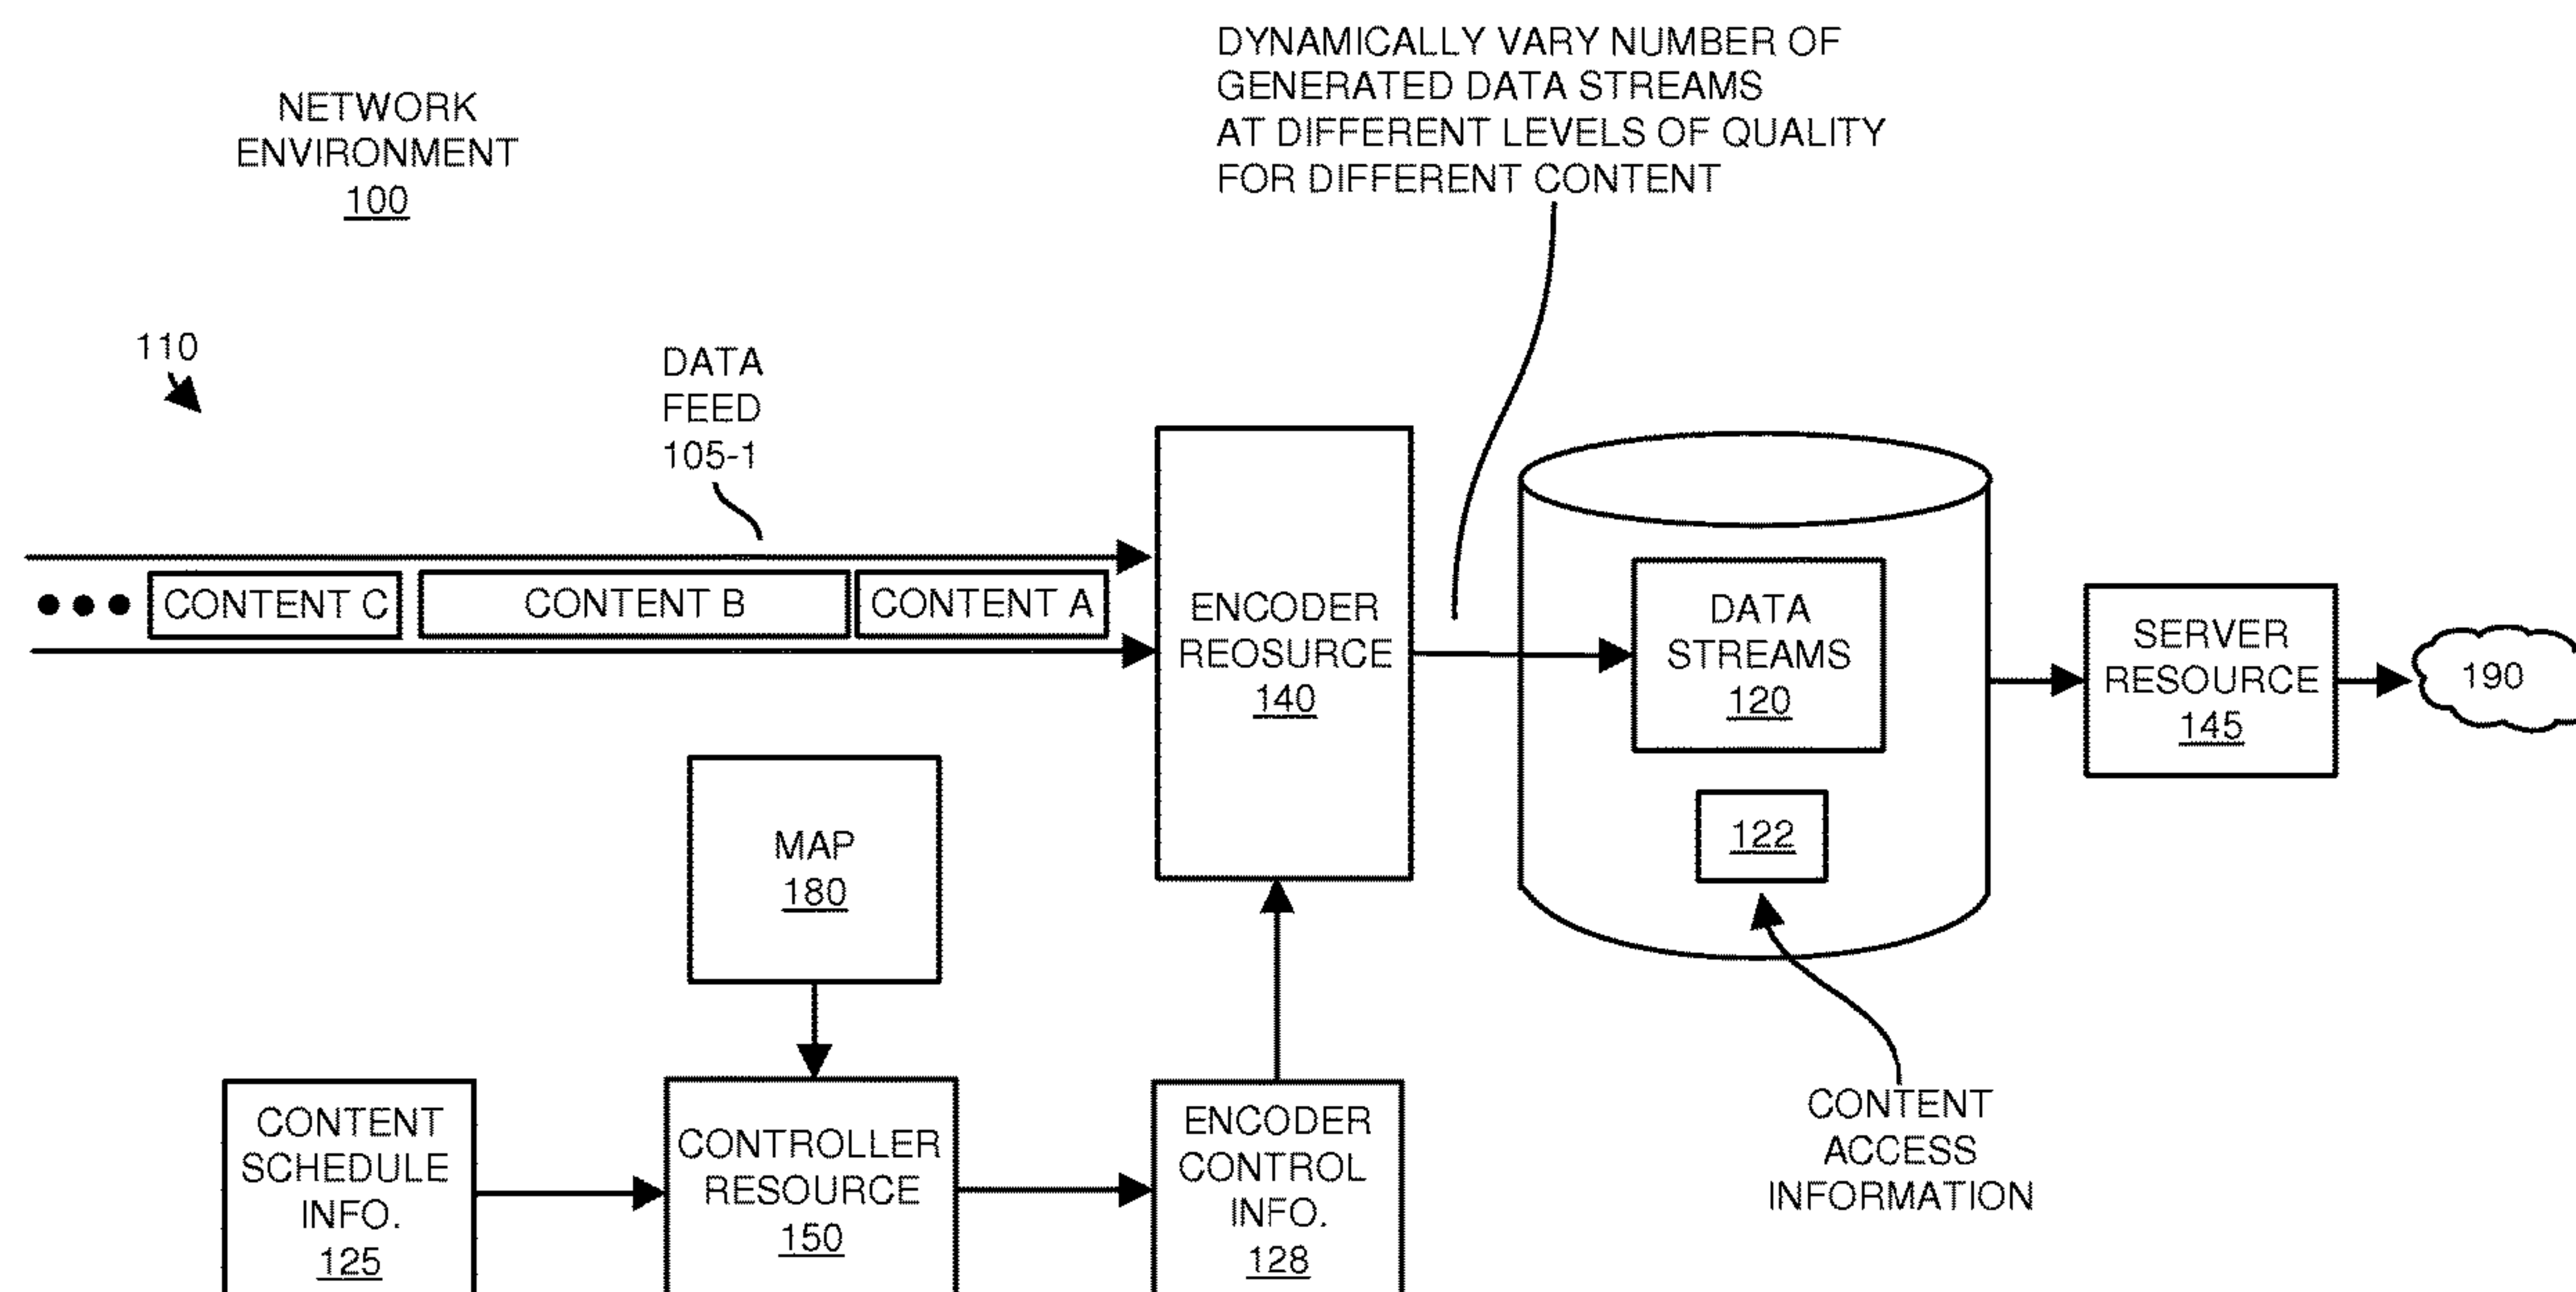 NETWORK
ENVIRONMENT
100
DYNAMICALLY VARY NUMBER OF
GENERATED DATA STREAMS
AT DIFFERENT LEVELS OF QUALITY
FOR DIFFERENT CONTENT
110
DATA
FEED
105-1
CONTENT C
CONTENT B
CONTENT A
ENCODER
REOSURCE
140
DATA
STREAMS
120
122
SERVER
RESOURCE
145
190
MAP
180
CONTENT
SCHEDULE
INFO.
125
CONTROLLER
RESOURCE
150
ENCODER
CONTROL
INFO.
128
CONTENT
ACCESS
INFORMATION